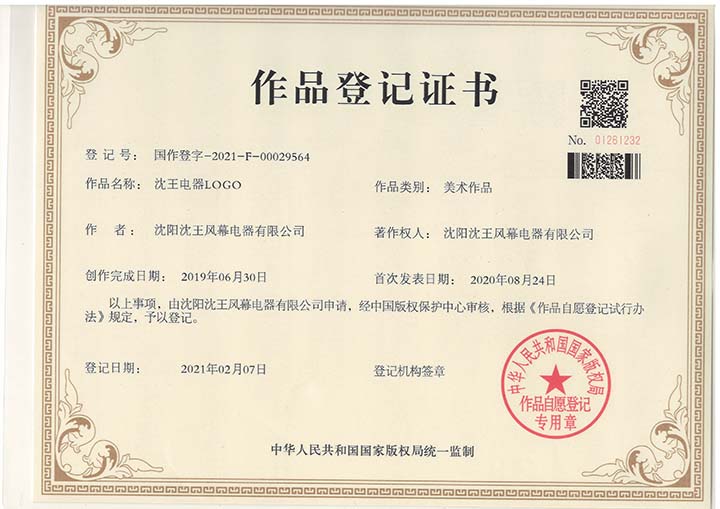 作品登记证书
No. 01261232
登 记 号： 国作登字-2021-F-00029564
作品名称： 沈王电器LOGO 作品类别： 美术作品
作 者： 沈阳沈王风幕电器有限公司 著作权人： 沈阳沈王风幕电器有限公司
创作完成日期： 2019年06月30日 首次发表日期： 2020年08月24日
以上事项，由沈阳沈王风幕电器有限公司申请，经中国版权保护中心审核，根据《作品自愿登记试行办
法》规定，予以登记。
登记日期： 2021年02月07日 登记机构签章
中华人民共和国国家版权局
作品自愿登记
专用章
中华人民共和国国家版权局统一监制